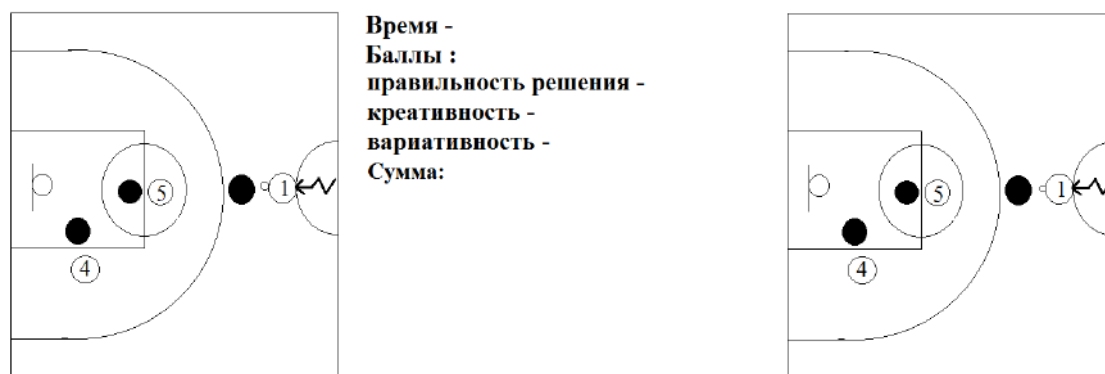 Время -
Баллы :
правильность решения -
креативность -
вариативность -
Сумма:
5
1
4
5
1
4